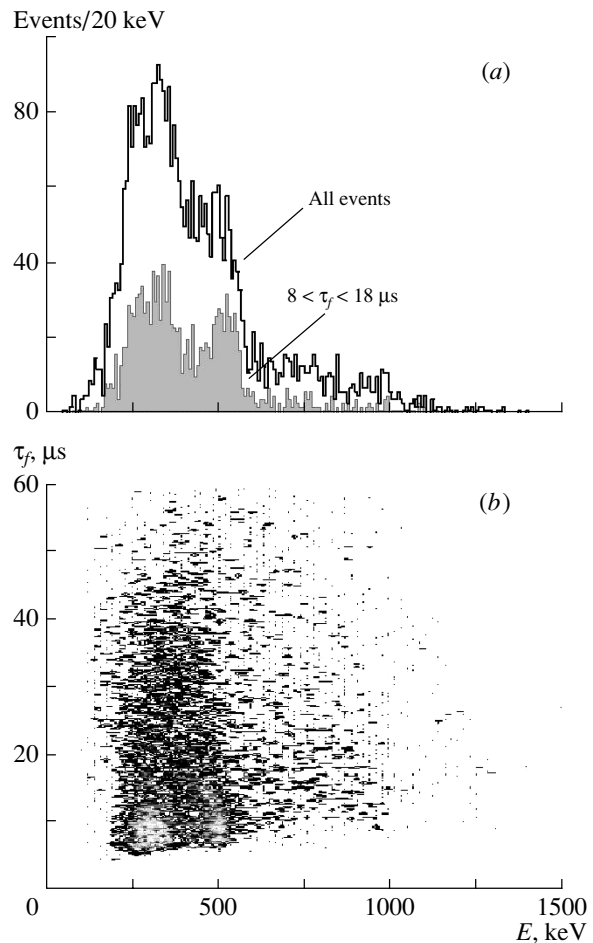 Events/20 keV
(a)
80
All events
40
8 < τf < 18 μs
0
τf, μs
60
(b)
40
20
0 500 1000 1500
E, keV